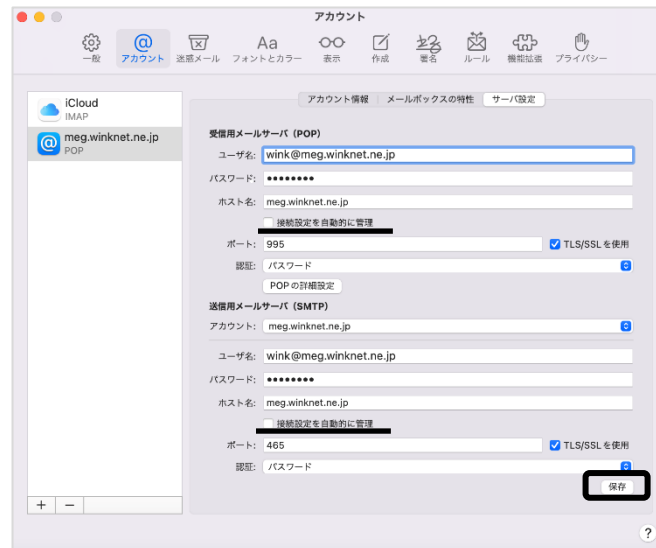 アカウント
一般 アカウント 迷惑メール フォントとカラー 表示 作成 署名 ルール 機能拡張 プライバシー
iCloud
IMAP
meg.winknet.ne.jp
POP
アカウント情報 メールボックスの特性 サーバ設定
受信用メールサーバ (POP)
ユーザ名: wink@meg.winknet.ne.jp
パスワード: ●●●●●●●●
ホスト名: meg.winknet.ne.jp
接続設定を自動的に管理
ポート: 995 TLS/SSL を使用
認証: パスワード
POP の詳細設定
送信用メールサーバ (SMTP)
アカウント: meg.winknet.ne.jp
ユーザ名: wink@meg.winknet.ne.jp
パスワード: ●●●●●●●●
ホスト名: meg.winknet.ne.jp
接続設定を自動的に管理
ポート: 465 TLS/SSL を使用
認証: パスワード
保存
+ −
?